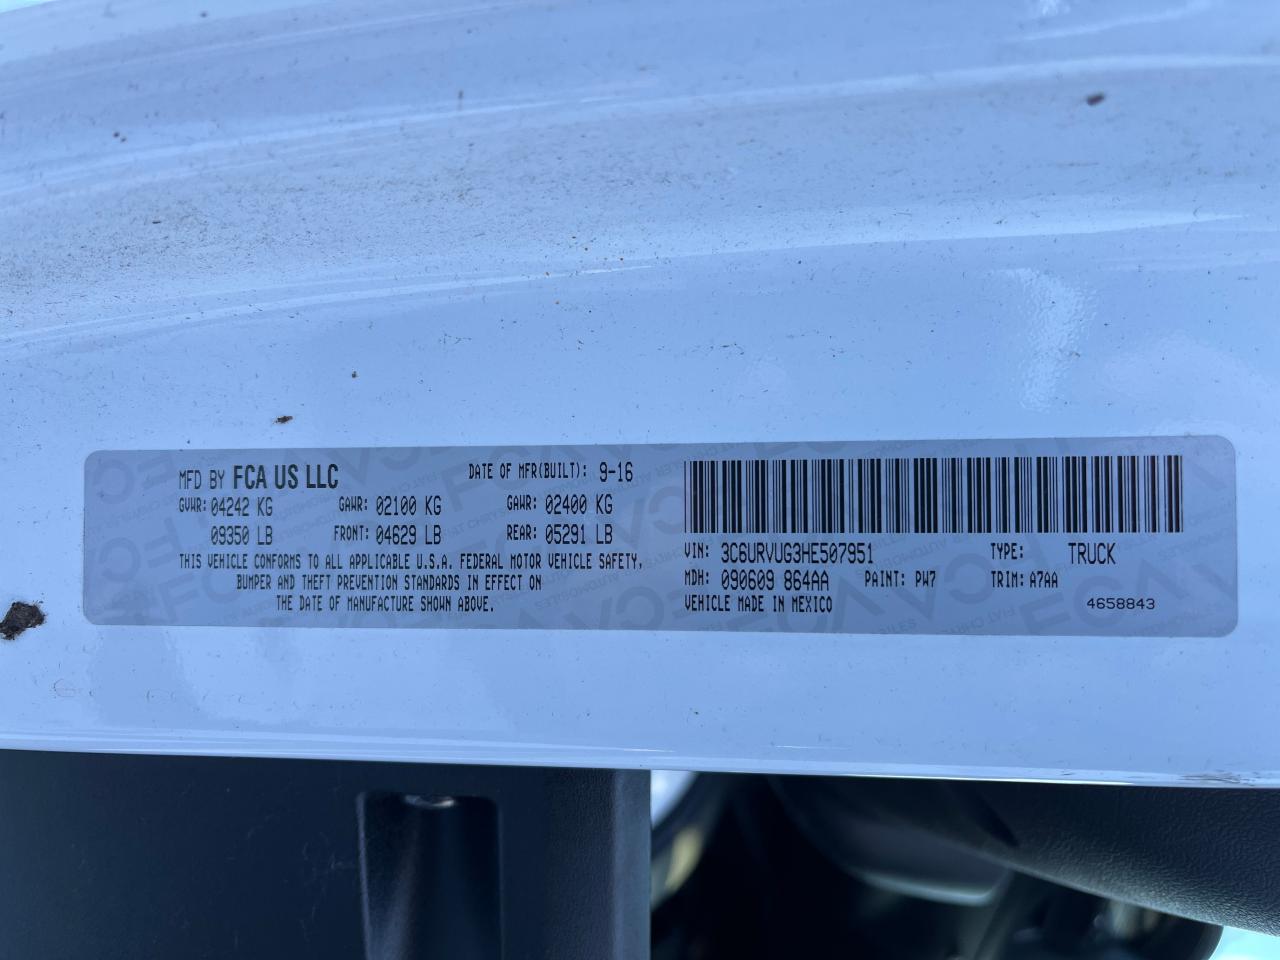 MFD BY FCA US LLC DATE OF MFR(BUILT): 9-16
GVWR: 04242 KG GAWR: 02100 KG GAWR: 02400 KG
09350 LB FRONT: 04629 LB REAR: 05291 LB
THIS VEHICLE CONFORMS TO ALL APPLICABLE U.S.A. FEDERAL MOTOR VEHICLE SAFETY,
BUMPER AND THEFT PREVENTION STANDARDS IN EFFECT ON
THE DATE OF MANUFACTURE SHOWN ABOVE.
VIN: 3C6URVUG3HE507951 TYPE: TRUCK
MDH: 090609 864AA PAINT: PW7 TRIM: A7AA
VEHICLE MADE IN MEXICO 4658843